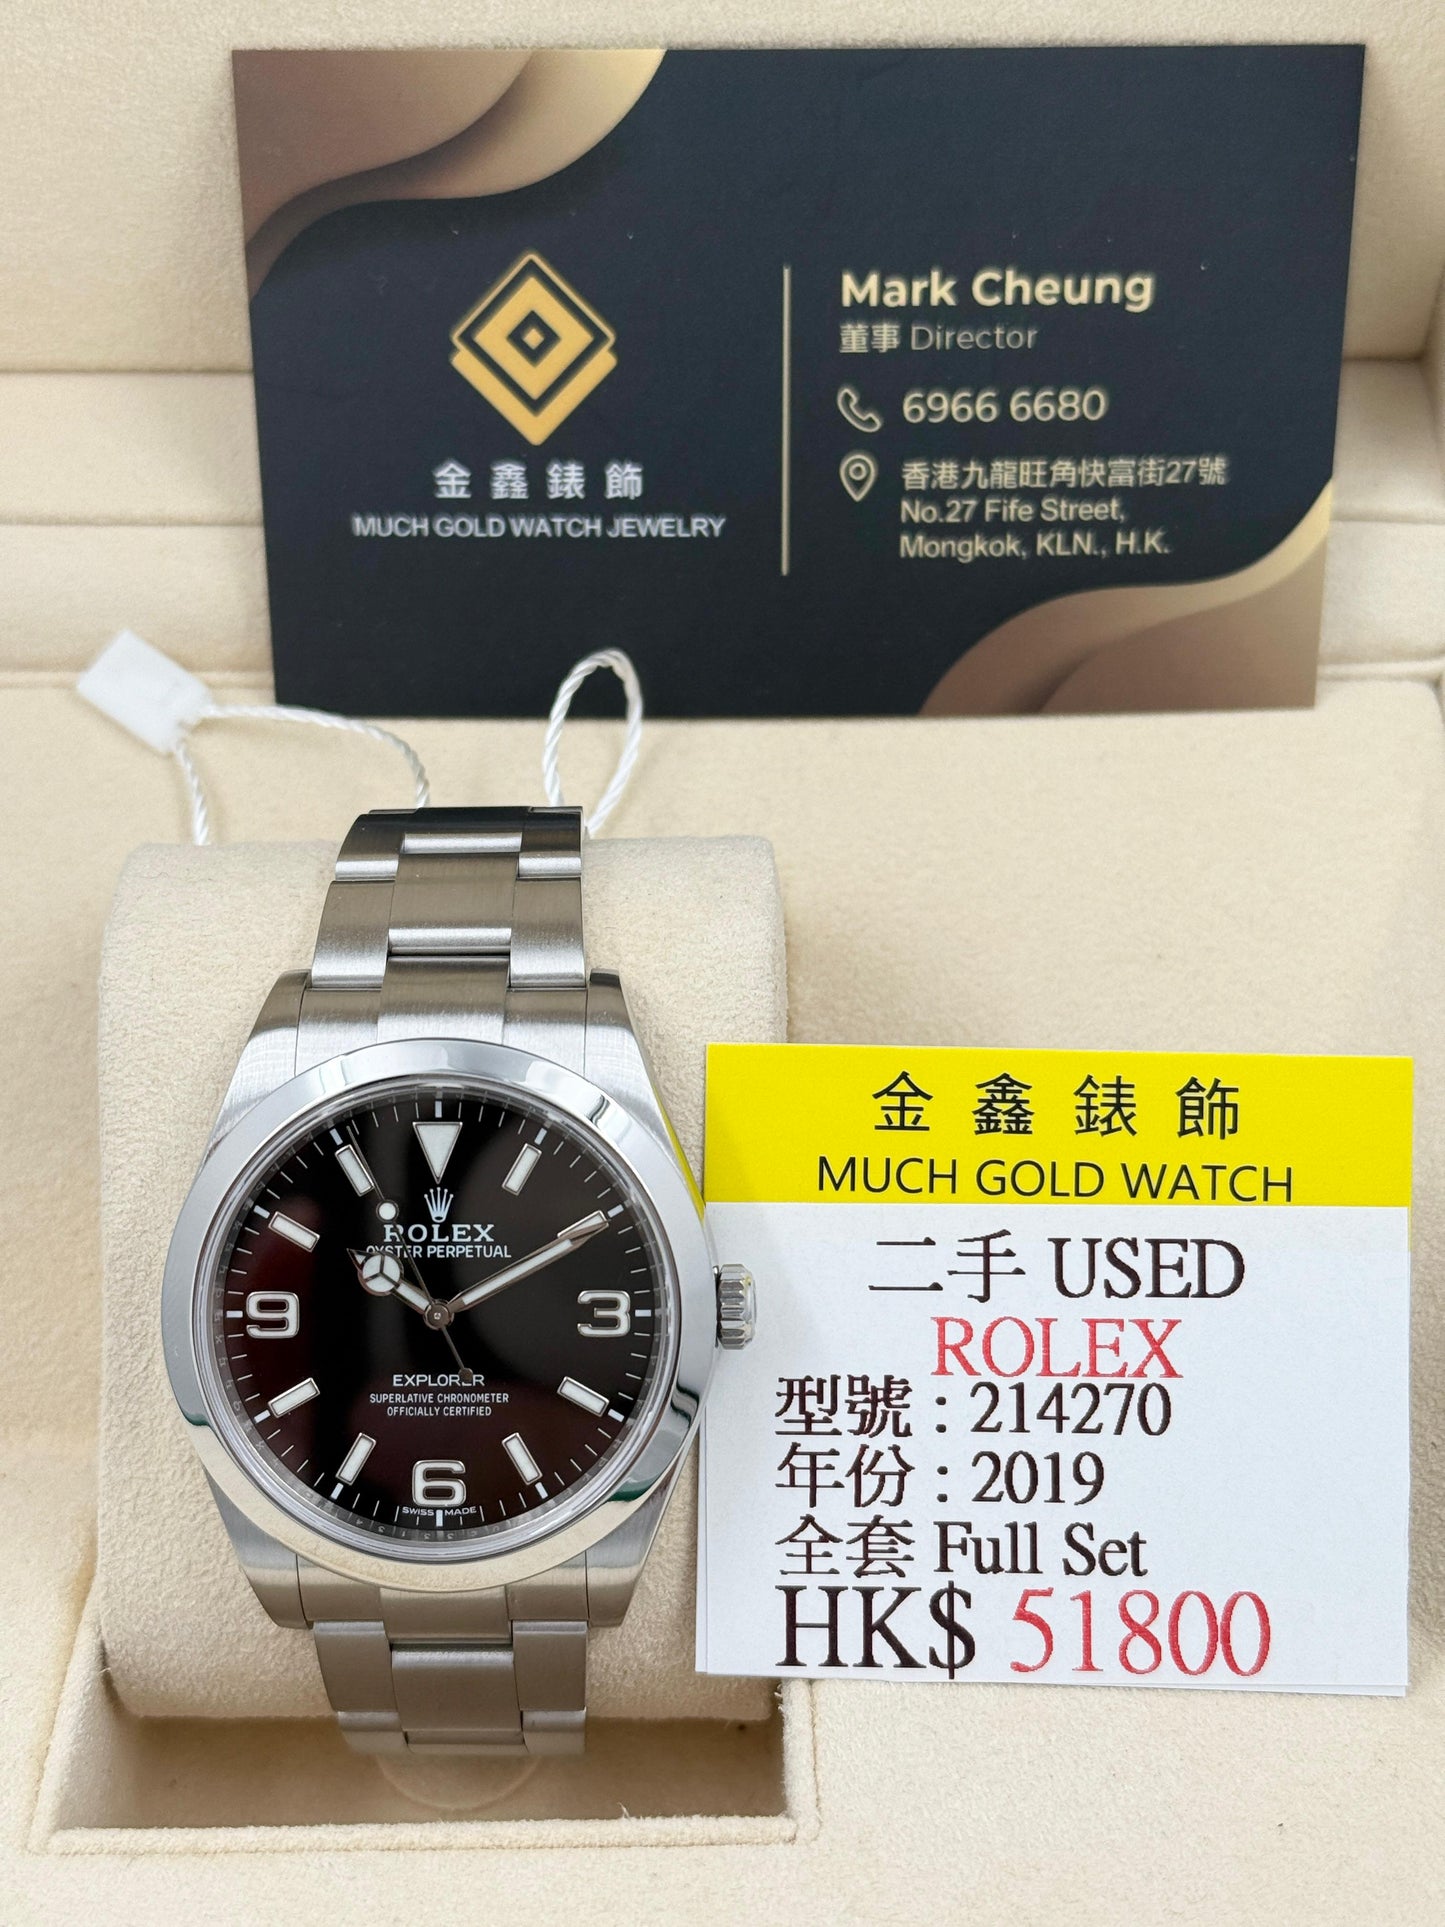 Mark Cheung
董事 Director
6966 6680
香港九龍旺角快富街27號
No.27 Fife Street,
Mongkok, KLN., H.K.
金鑫錶飾
MUCH GOLD WATCH JEWELRY
ROLEX
OYSTER PERPETUAL
9
3
EXPLORER
SUPERLATIVE CHRONOMETER
OFFICIALLY CERTIFIED
6
SWISS MADE
金鑫錶飾
MUCH GOLD WATCH
二手 USED
ROLEX
型號 : 214270
年份 : 2019
全套 Full Set
HK$ 51800